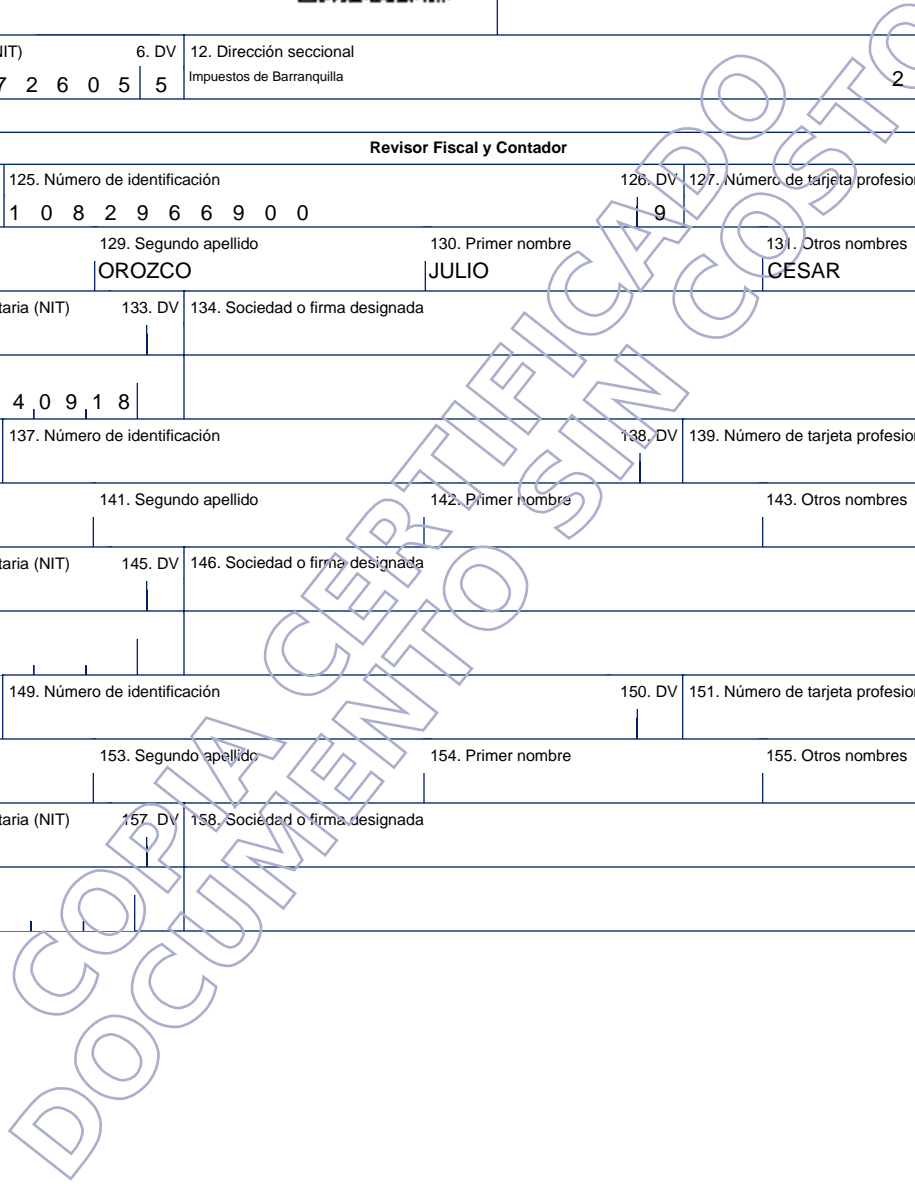 NIT) 6. DV 12. Dirección seccional
7 2 6 0 5 5 Impuestos de Barranquilla 2
Revisor Fiscal y Contador
125. Número de identificación 126. DV 127. Número de tarjeta profesion
1 0 8 2 9 6 6 9 0 0 9
129. Segundo apellido 130. Primer nombre 131. Otros nombres
OROZCO JULIO CESAR
taria (NIT) 133. DV 134. Sociedad o firma designada
4 0 9 1 8
137. Número de identificación 138. DV 139. Número de tarjeta profesion
141. Segundo apellido 142. Primer nombre 143. Otros nombres
taria (NIT) 145. DV 146. Sociedad o firma designada
149. Número de identificación 150. DV 151. Número de tarjeta profesion
153. Segundo apellido 154. Primer nombre 155. Otros nombres
taria (NIT) 157. DV 158. Sociedad o firma designada
COPIA CERTIFICADO
DOCUMENTO SIN COSTO